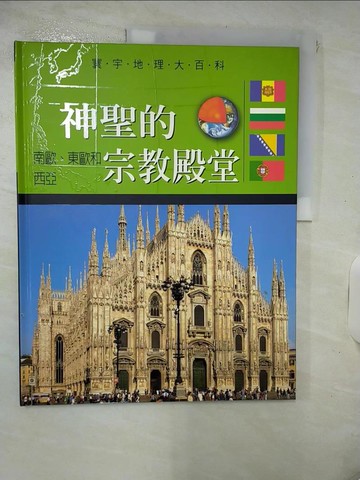 寰‧宇‧地‧理‧大‧百‧科
神聖的
南歐、東歐和
西亞
宗教殿堂